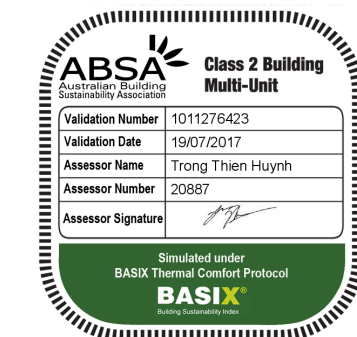 ABSA
Australian Building
Sustainability Association
Class 2 Building
Multi-Unit
Validation Number 1011276423
Validation Date 19/07/2017
Assessor Name Trong Thien Huynh
Assessor Number 20887
Assessor Signature
Simulated under
BASIX Thermal Comfort Protocol
BASIX®
Building Sustainability Index